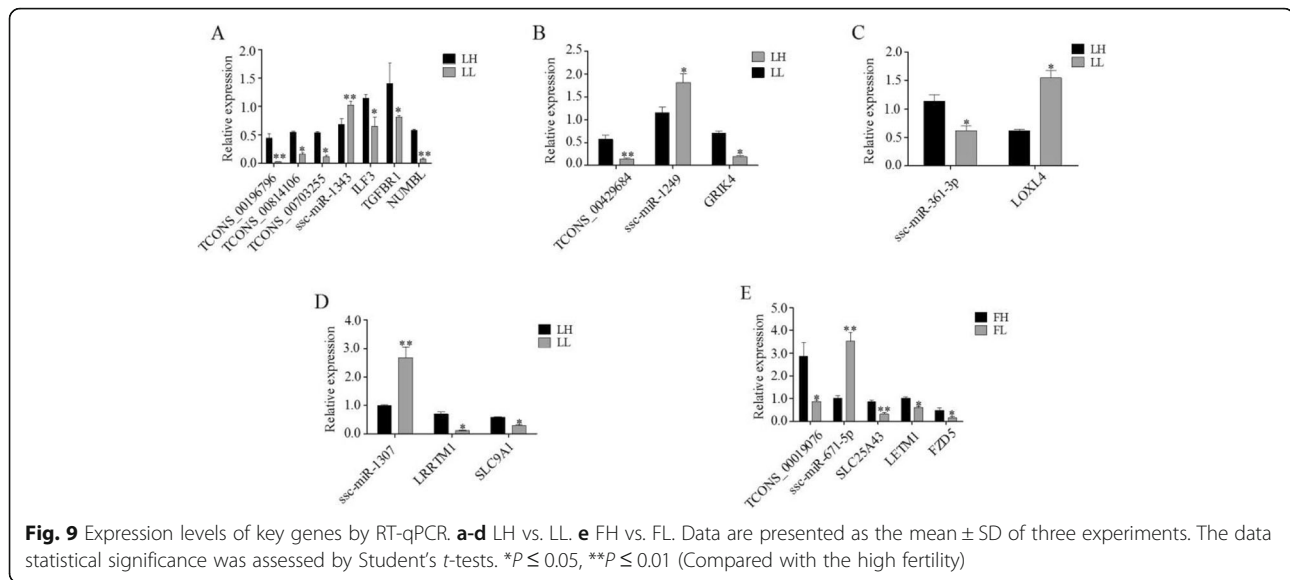 A
Relative expression
2.0
1.5
1.0
0.5
0.0
LH
LL
**
*
*
**
*
*
**
TCONS_00196796
TCONS_00814106
TCONS_00703255
ssc-miR-1343
ILF3
TGFBR1
NUMBL
B
Relative expression
2.5
2.0
1.5
1.0
0.5
0.0
LH
LL
**
*
*
TCONS_00429684
ssc-miR-1249
GRIK4
C
Relative expression
2.0
1.5
1.0
0.5
0.0
LH
LL
*
*
ssc-miR-361-3p
LOXL4
D
Relative expression
4.0
3.0
2.0
1.0
0.0
LH
LL
**
*
*
ssc-miR-1307
LRRTM1
SLC9A1
E
Relative expression
5.0
4.0
3.0
2.0
1.0
0.0
FH
FL
*
**
**
*
*
TCONS_00019076
ssc-miR-671-5p
SLC25A43
LETM1
FZD5
Fig. 9 Expression levels of key genes by RT-qPCR. a-d LH vs. LL. e FH vs. FL. Data are presented as the mean ± SD of three experiments. The data
statistical significance was assessed by Student's t-tests. *P ≤ 0.05, **P ≤ 0.01 (Compared with the high fertility)